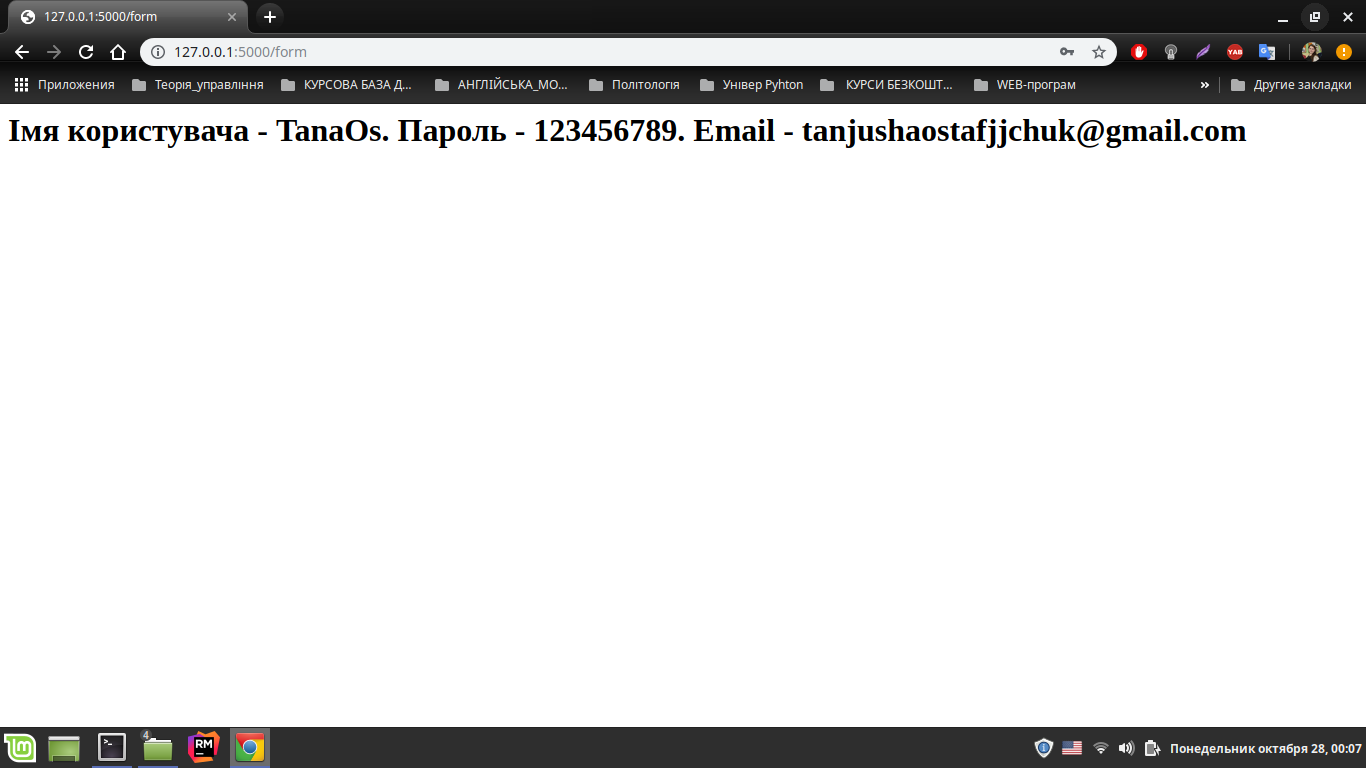 127.0.0.1:5000/form
127.0.0.1:5000/form
YAB
Приложения Теорія_управління КУРСОВА БАЗА Д... АНГЛІЙСЬКА_МО... Політологія Універ Pyhton КУРСИ БЕЗКОШТ... WEB-програм » Другие закладки
Імя користувача - TanaOs. Пароль - 123456789. Email - tanjushaostafjjchuk@gmail.com
4
RM
Понедельник октября 28, 00:07